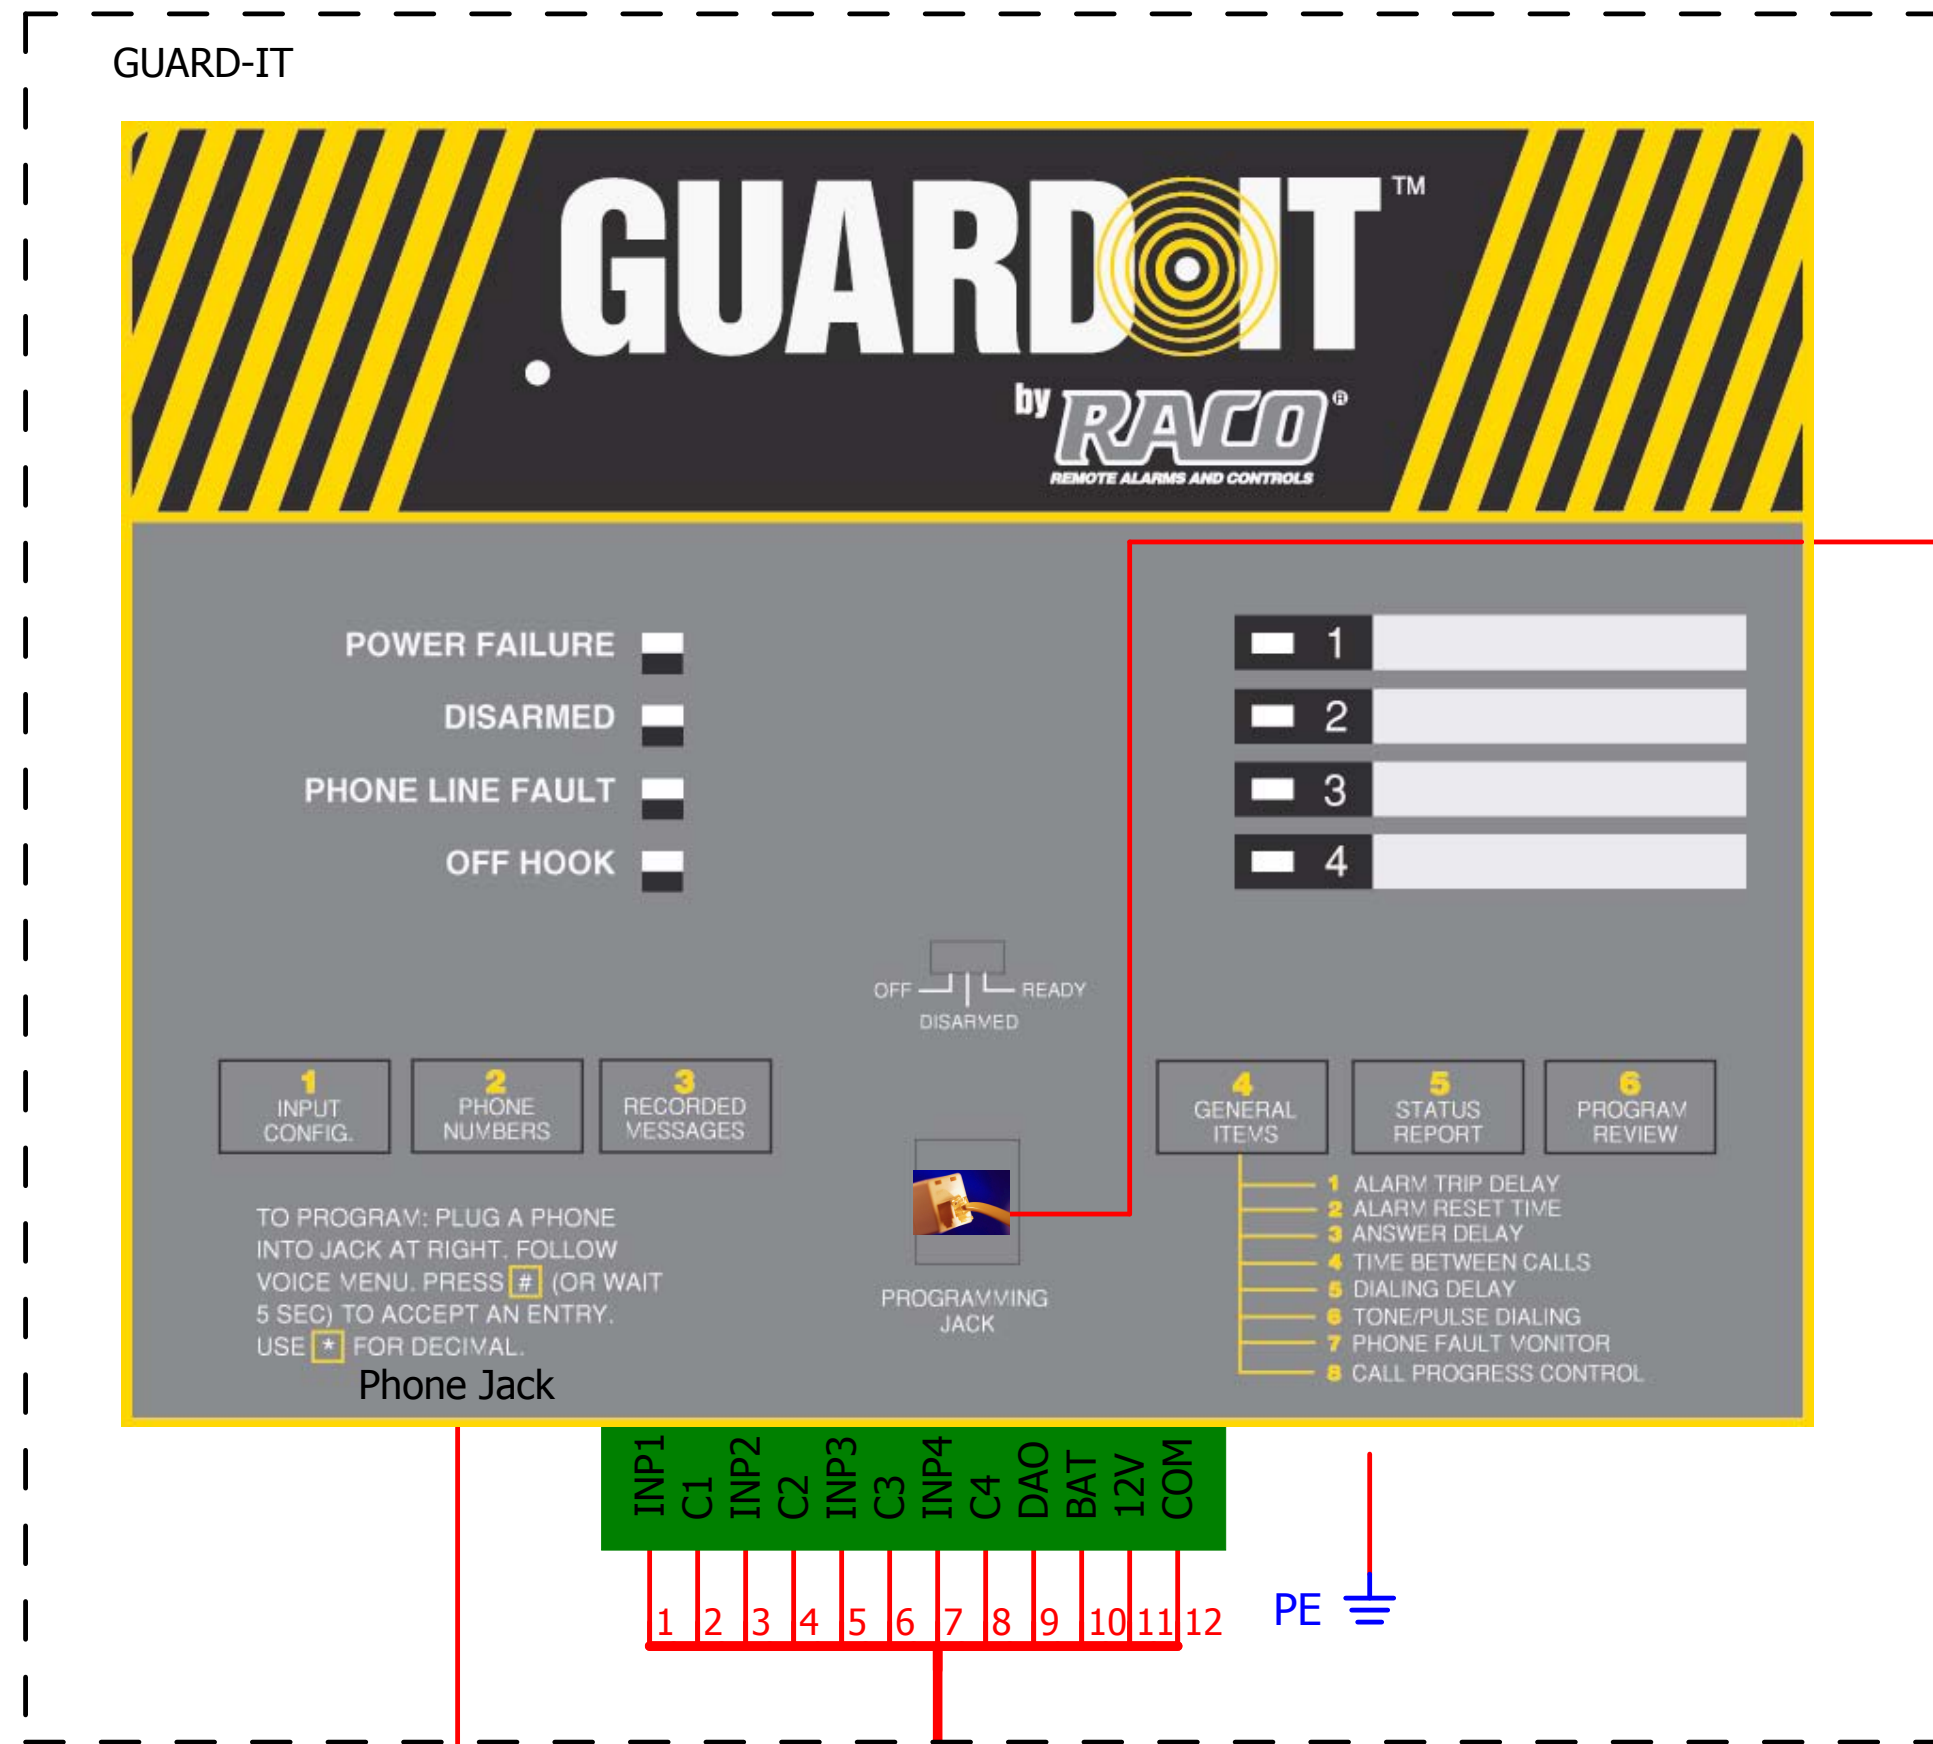 GUARD-IT
GUARD IT ™
by RACO ®
REMOTE ALARMS AND CONTROLS
POWER FAILURE
DISARMED
PHONE LINE FAULT
OFF HOOK
1
2
3
4
OFF
READY
DISARMED
1
INPUT
CONFIG.
2
PHONE
NUMBERS
3
RECORDED
MESSAGES
4
GENERAL
ITEMS
5
STATUS
REPORT
6
PROGRAM
REVIEW
TO PROGRAM: PLUG A PHONE
INTO JACK AT RIGHT. FOLLOW
VOICE MENU. PRESS # (OR WAIT
5 SEC) TO ACCEPT AN ENTRY.
USE * FOR DECIMAL.
PROGRAMMING
JACK
1 ALARM TRIP DELAY
2 ALARM RESET TIME
3 ANSWER DELAY
4 TIME BETWEEN CALLS
5 DIALING DELAY
6 TONE/PULSE DIALING
7 PHONE FAULT MONITOR
8 CALL PROGRESS CONTROL
Phone Jack
INP1
C1
INP2
C2
INP3
C3
INP4
C4
DAO
BAT
12V
COM
1 2 3 4 5 6 7 8 9 10 11 12
PE